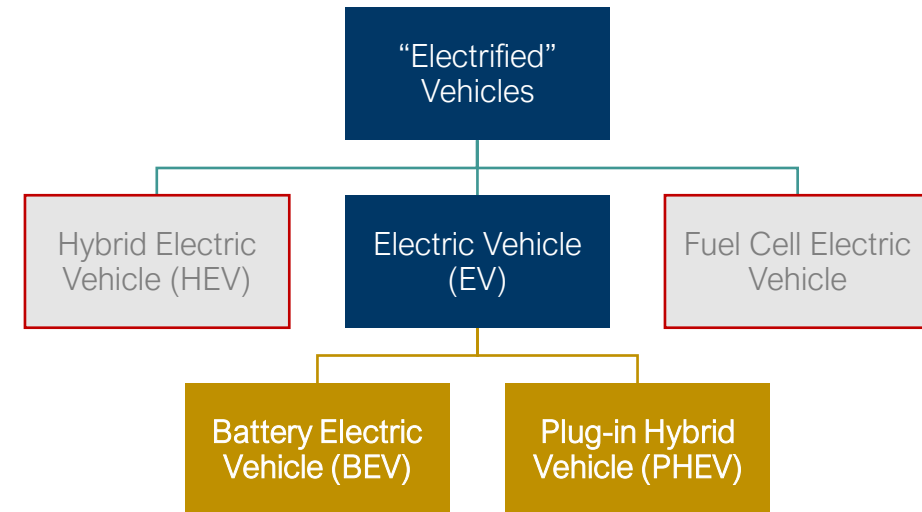 “Electrified”
Vehicles
Hybrid Electric
Vehicle (HEV)
Electric Vehicle
(EV)
Fuel Cell Electric
Vehicle
Battery Electric
Vehicle (BEV)
Plug-in Hybrid
Vehicle (PHEV)